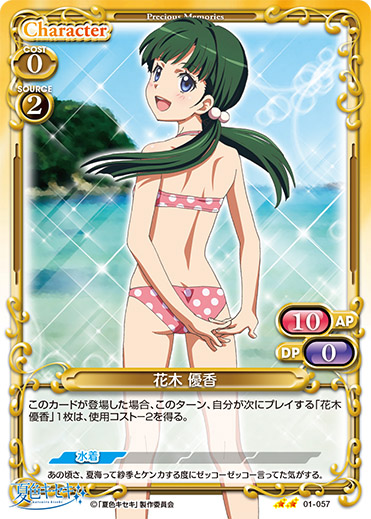 Precious Memories
Character
COST
0
SOURCE
2
10 AP
DP 0
花木 優香
このカードが登場した場合、このターン、自分が次にプレイする「花木
優香」1枚は、使用コスト－2を得る。
水着
あの頃さ、夏海って紗季とケンカする度にゼッコーゼッコー言ってた気がする。
夏色キセキ
©「夏色キセキ」製作委員会
01-057